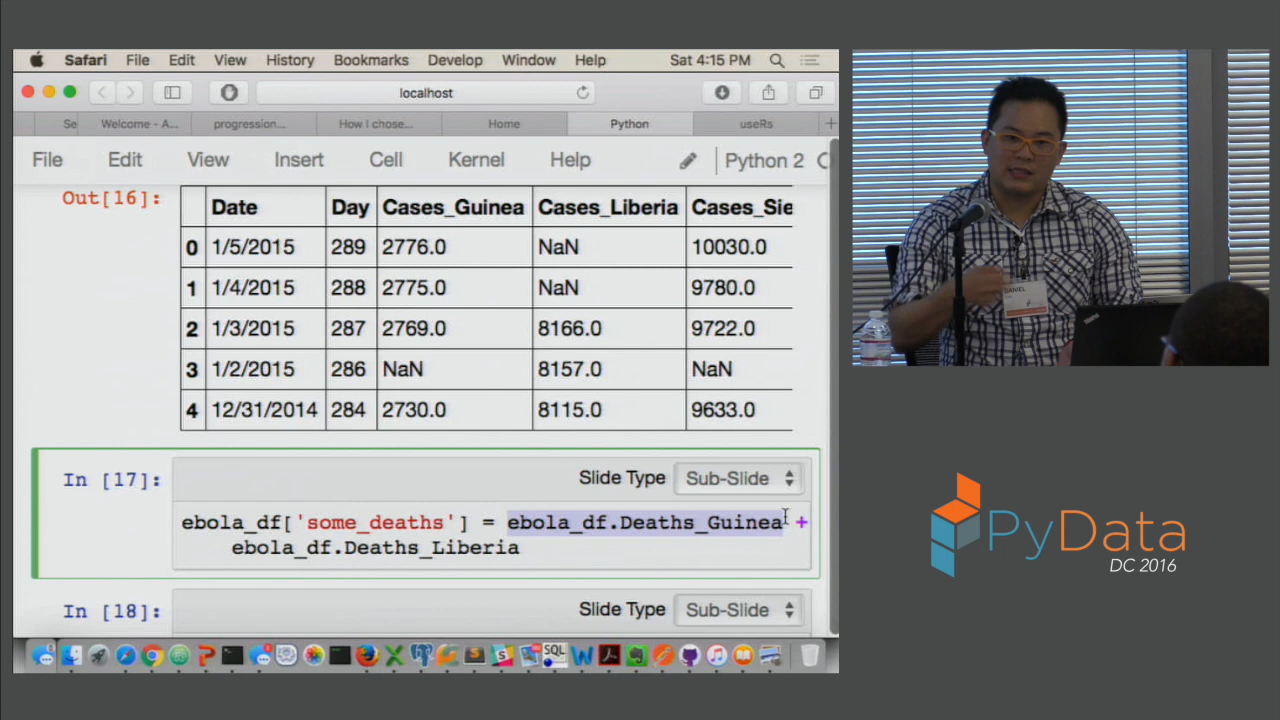 Safari File Edit View History Bookmarks Develop Window Help Sat 4:15 PM
localhost
Se Welcome - A... progression... How I chose... Home Python useRs
File Edit View Insert Cell Kernel Help Python 2
Out[16]:
Date Day Cases_Guinea Cases_Liberia Cases_Sie
0 1/5/2015 289 2776.0 NaN 10030.0
1 1/4/2015 288 2775.0 NaN 9780.0
2 1/3/2015 287 2769.0 8166.0 9722.0
3 1/2/2015 286 NaN 8157.0 NaN
4 12/31/2014 284 2730.0 8115.0 9633.0
In [17]: Slide Type Sub-Slide
ebola_df['some_deaths'] = ebola_df.Deaths_Guinea +
ebola_df.Deaths_Liberia
In [18]: Slide Type Sub-Slide
SQL
DANIEL
PyData
DC 2016